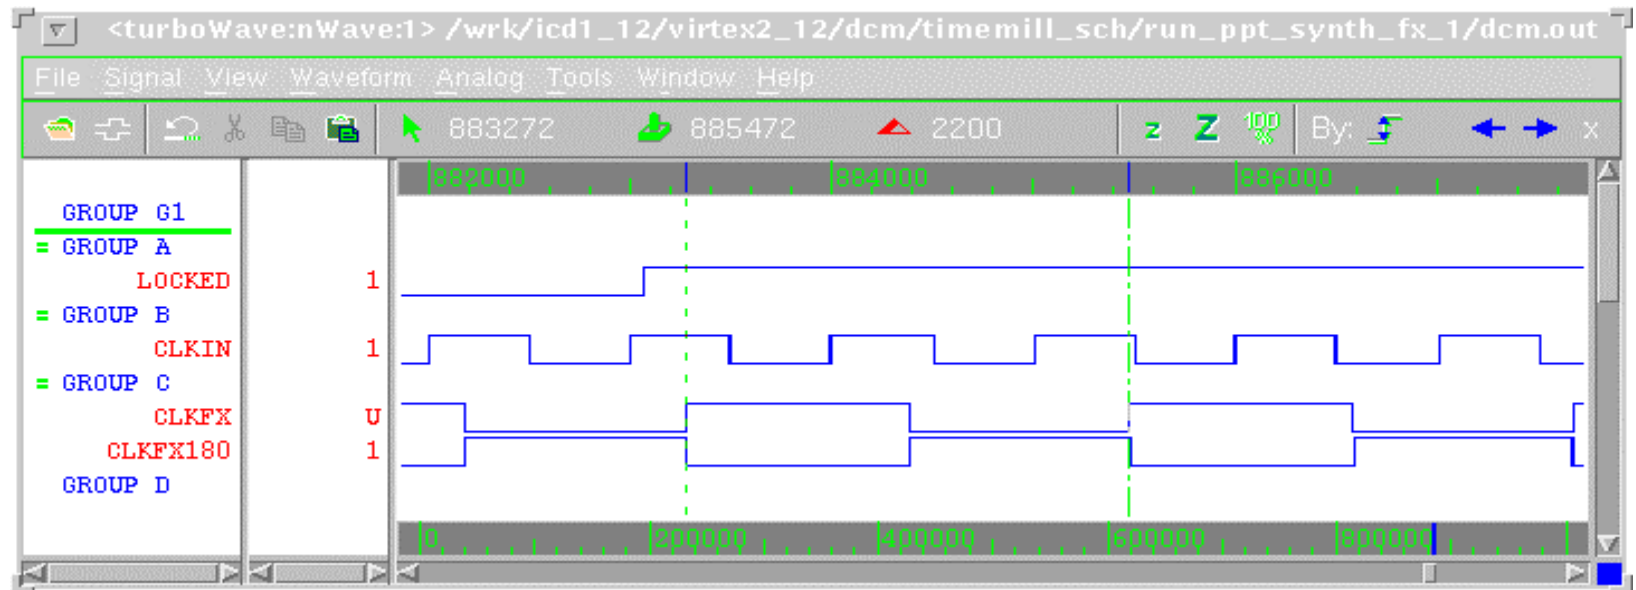 <turboWave:nWave:1> /wrk/icd1_12/virtex2_12/dcm/timemill_sch/run_ppt_synth_fx_1/dcm.out
File Signal View Waveform Analog Tools Window Help
883272 885472 2200 z Z 100 % By: x
882000 884000 886000
GROUP G1
= GROUP A
LOCKED 1
= GROUP B
CLKIN 1
= GROUP C
CLKFX U
CLKFX180 1
GROUP D
0 200000 400000 600000 800000